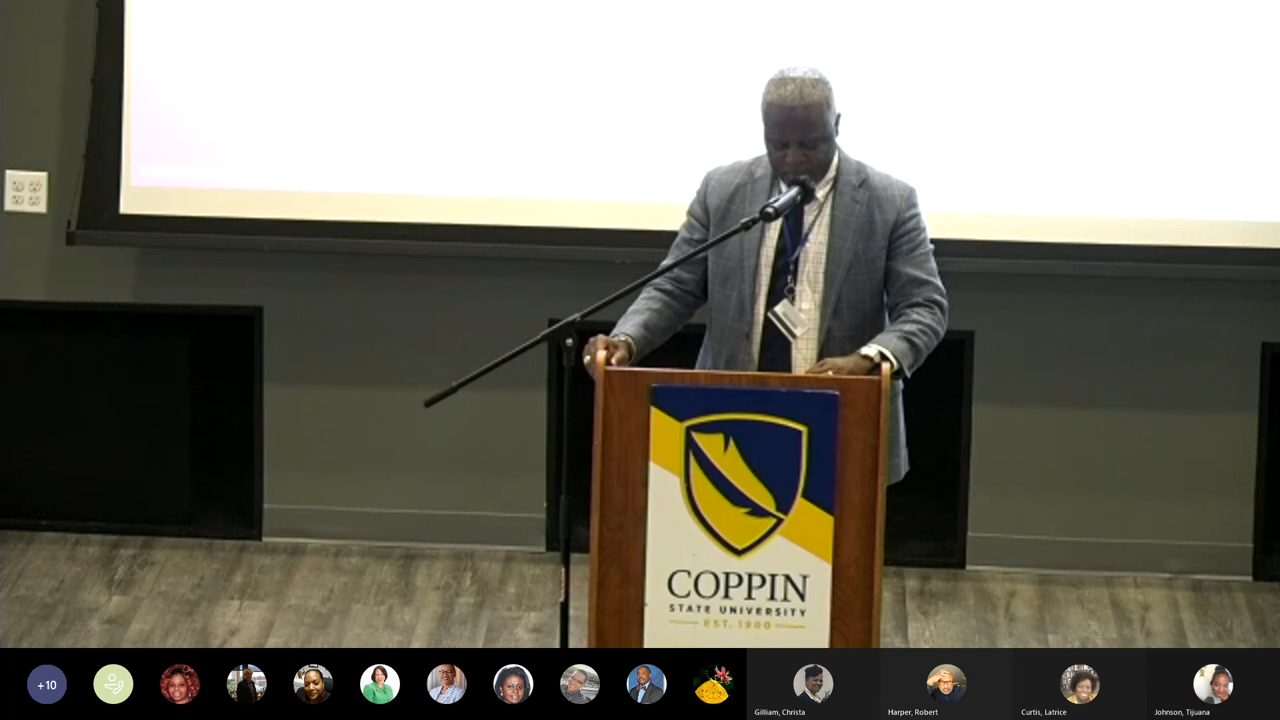 COPPIN
STATE UNIVERSITY
EST. 1900
+10
Gilliam, Christa
Harper, Robert
Curtis, Latrice
Johnson, Tijuana